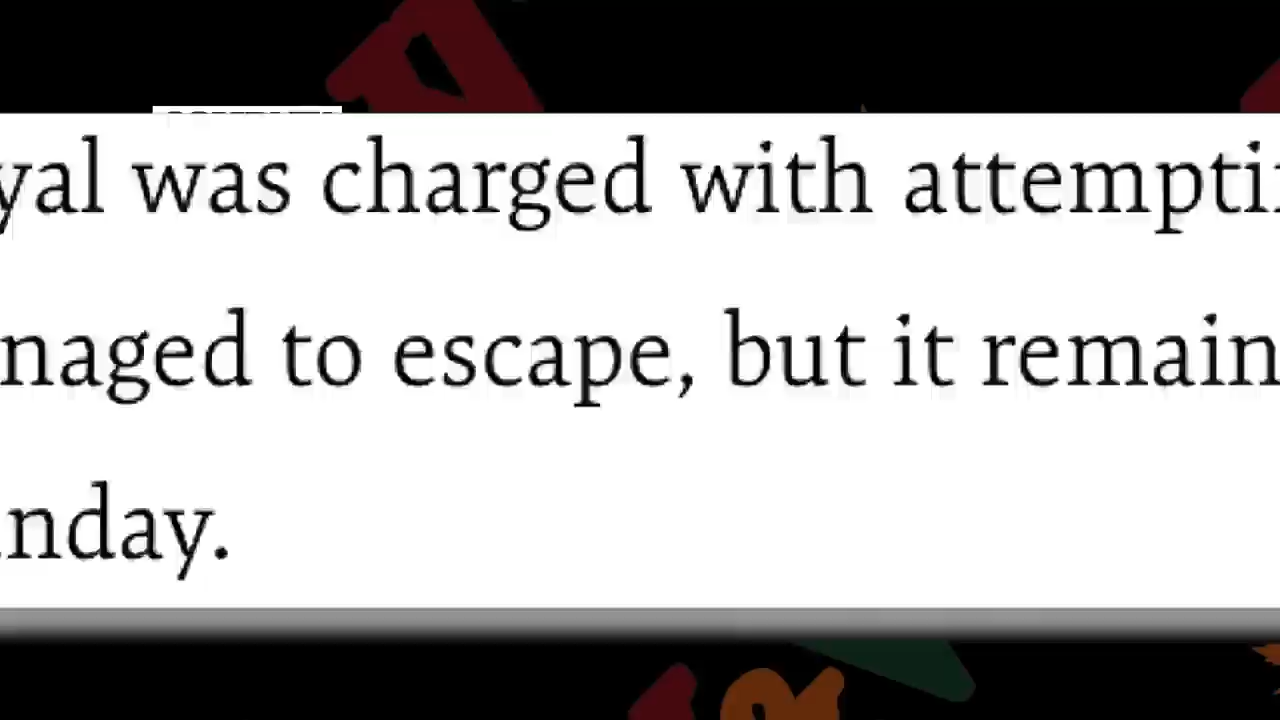 yal was charged with attempti
naged to escape, but it remain
nday.